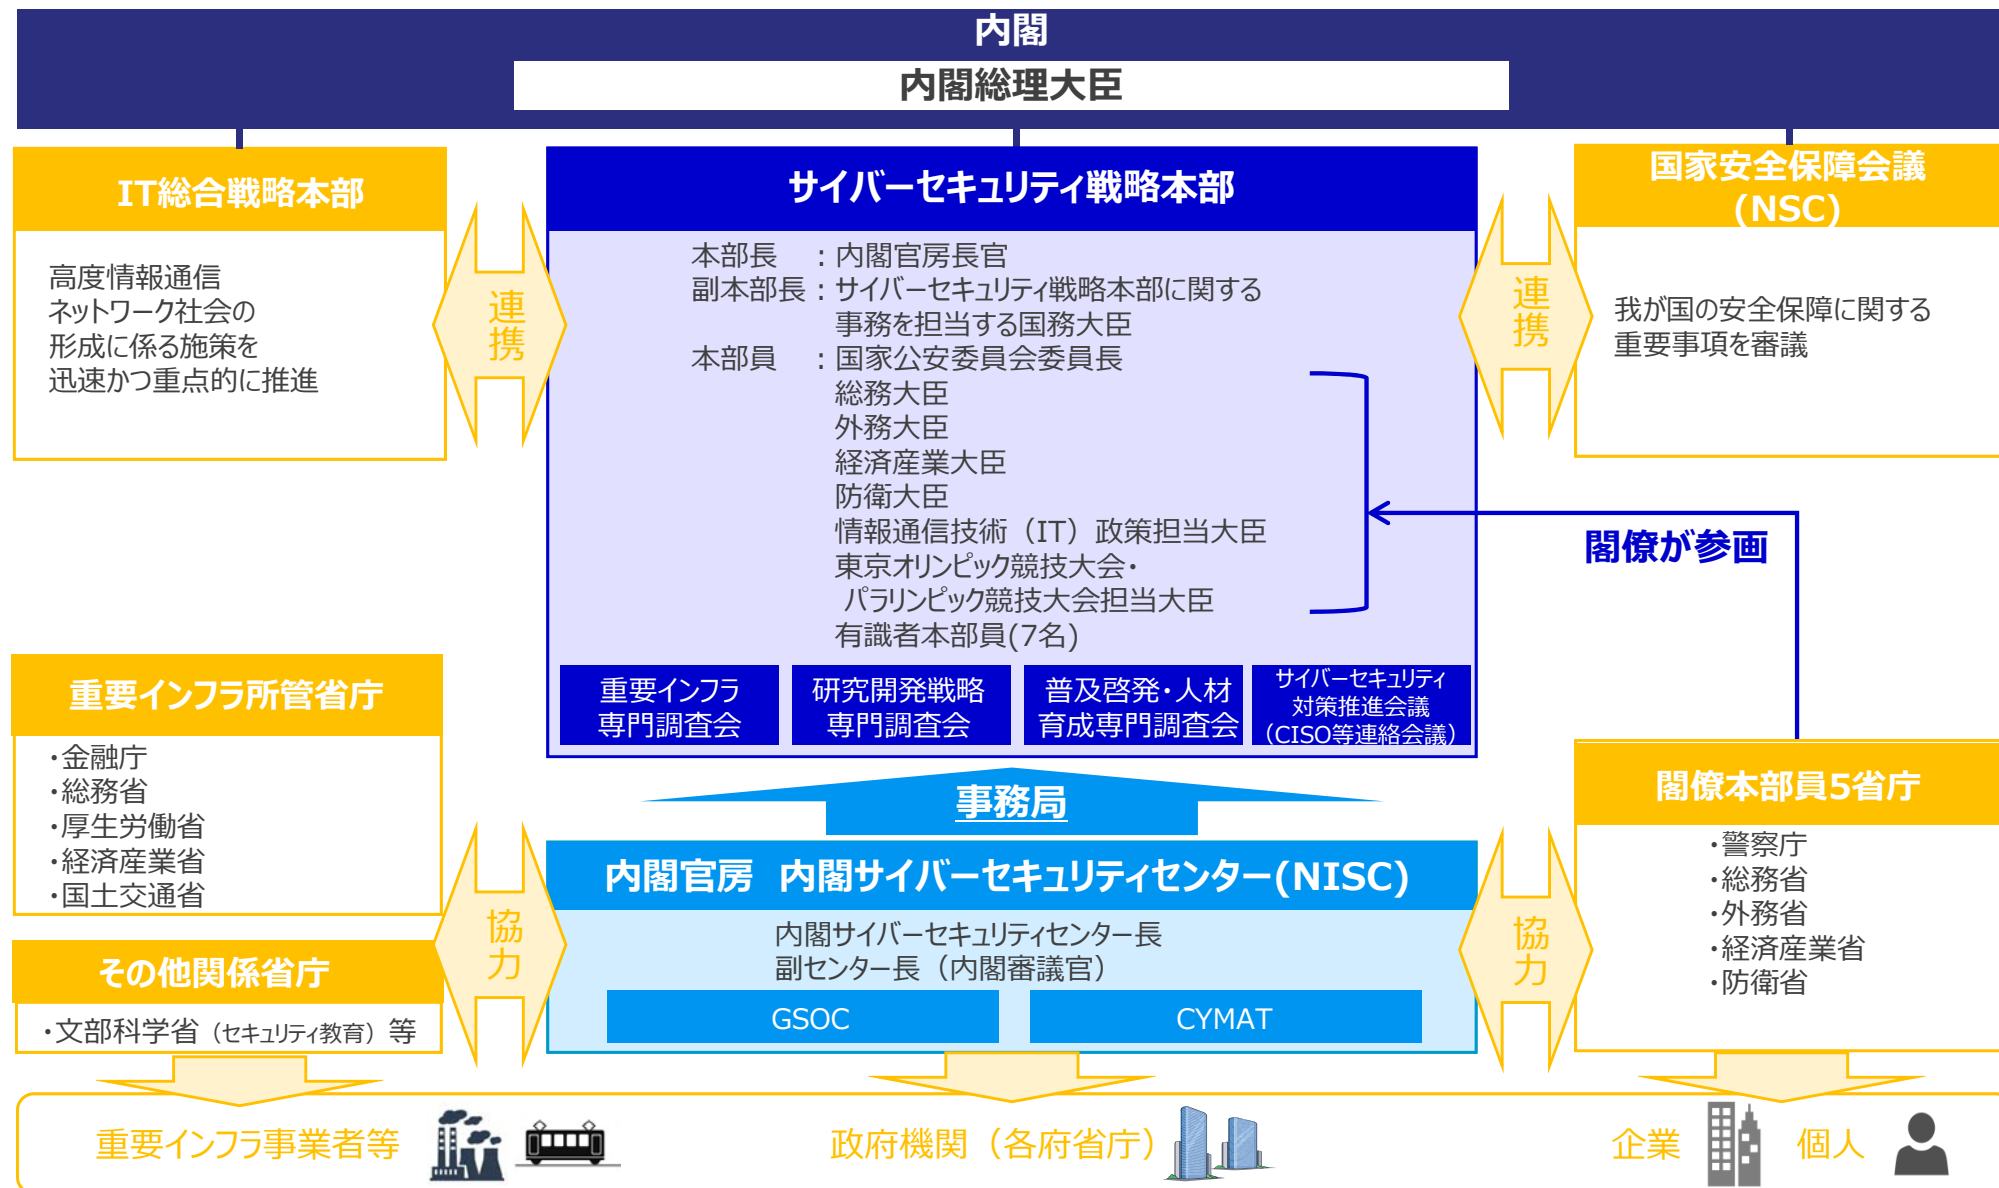 内閣
内閣総理大臣
IT総合戦略本部
高度情報通信
ネットワーク社会の
形成に係る施策を
迅速かつ重点的に推進
連携
サイバーセキュリティ戦略本部
本部長　：内閣官房長官
副本部長：サイバーセキュリティ戦略本部に関する
事務を担当する国務大臣
本部員　：国家公安委員会委員長
総務大臣
外務大臣
経済産業大臣
防衛大臣
情報通信技術（IT）政策担当大臣
東京オリンピック競技大会・
パラリンピック競技大会担当大臣
有識者本部員(7名)
重要インフラ
専門調査会
研究開発戦略
専門調査会
普及啓発・人材
育成専門調査会
サイバーセキュリティ
対策推進会議
（CISO等連絡会議）
連携
国家安全保障会議
(NSC)
我が国の安全保障に関する
重要事項を審議
閣僚が参画
重要インフラ所管省庁
・金融庁
・総務省
・厚生労働省
・経済産業省
・国土交通省
その他関係省庁
・文部科学省（セキュリティ教育）等
協力
事務局
内閣官房 内閣サイバーセキュリティセンター(NISC)
内閣サイバーセキュリティセンター長
副センター長（内閣審議官）
GSOC
CYMAT
協力
閣僚本部員5省庁
・警察庁
・総務省
・外務省
・経済産業省
・防衛省
重要インフラ事業者等
政府機関（各府省庁）
企業
個人